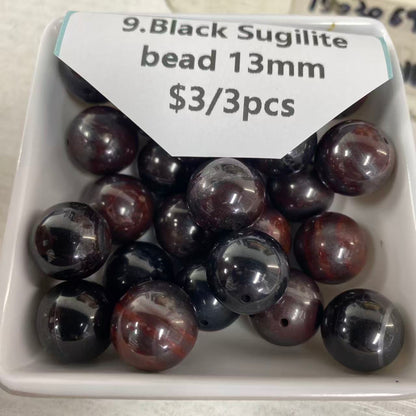 9.Black Sugilite
bead 13mm
$3/3pcs